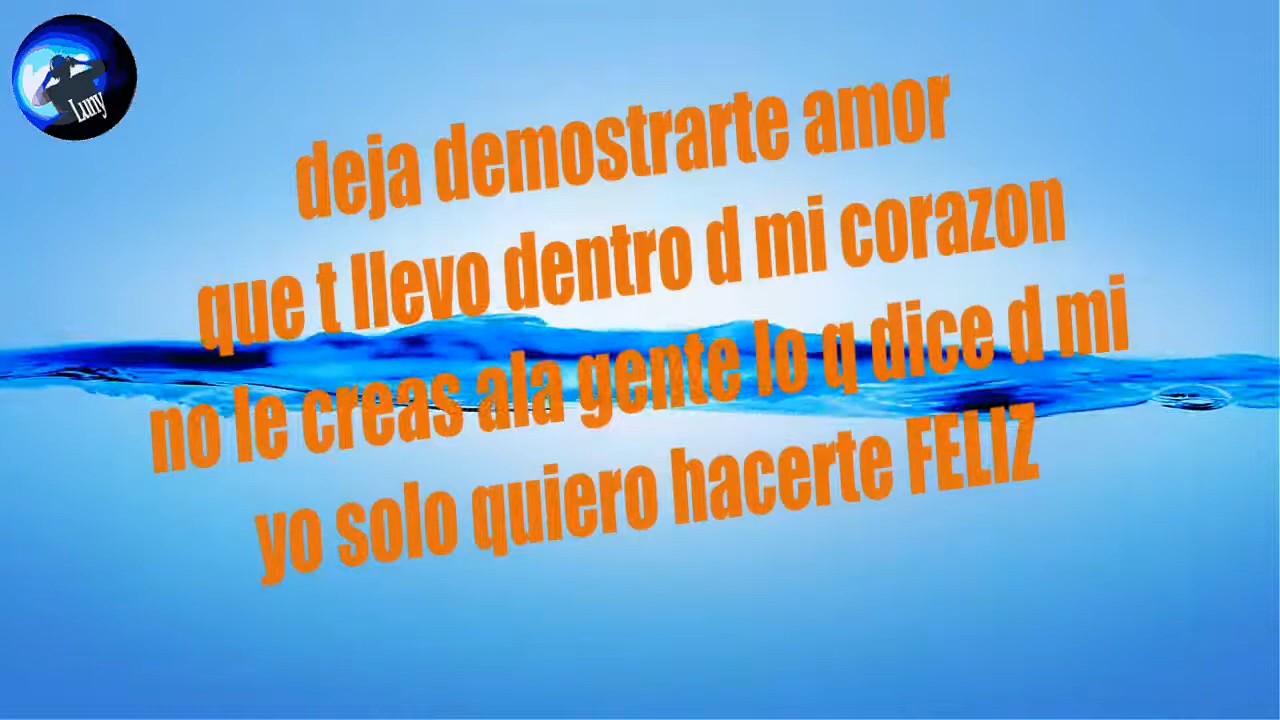 Luny
deja demostrarte amor
que t llevo dentro d mi corazon
no le creas ala gente lo q dice d mi
yo solo quiero hacerte FELIZ